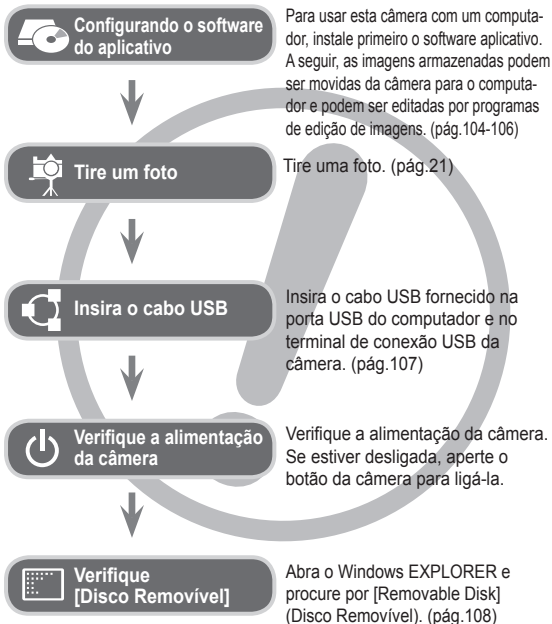 Configurando o software
do aplicativo
Para usar esta câmera com um computa-
dor, instale primeiro o software aplicativo.
A seguir, as imagens armazenadas podem
ser movidas da câmera para o computa-
dor e podem ser editadas por programas
de edição de imagens. (pág.104-106)
Tire um foto
Tire uma foto. (pág.21)
Insira o cabo USB
Insira o cabo USB fornecido na
porta USB do computador e no
terminal de conexão USB da
câmera. (pág.107)
Verifique a alimentação
da câmera
Verifique a alimentação da câmera.
Se estiver desligada, aperte o
botão da câmera para ligá-la.
Verifique
[Disco Removível]
Abra o Windows EXPLORER e
procure por [Removable Disk]
(Disco Removível). (pág.108)